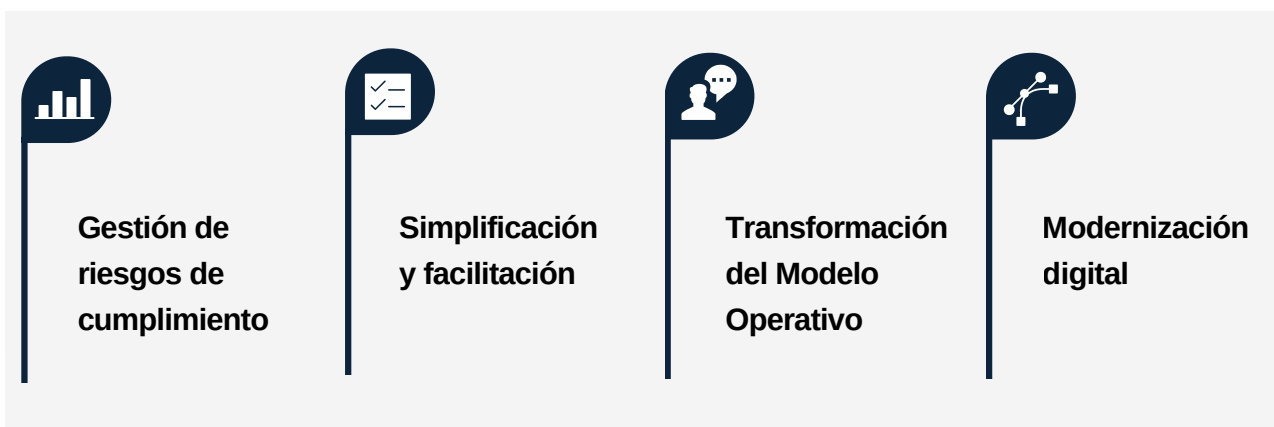 Gestión de
riesgos de
cumplimiento
Simplificación
y facilitación
Transformación
del Modelo
Operativo
Modernización
digital